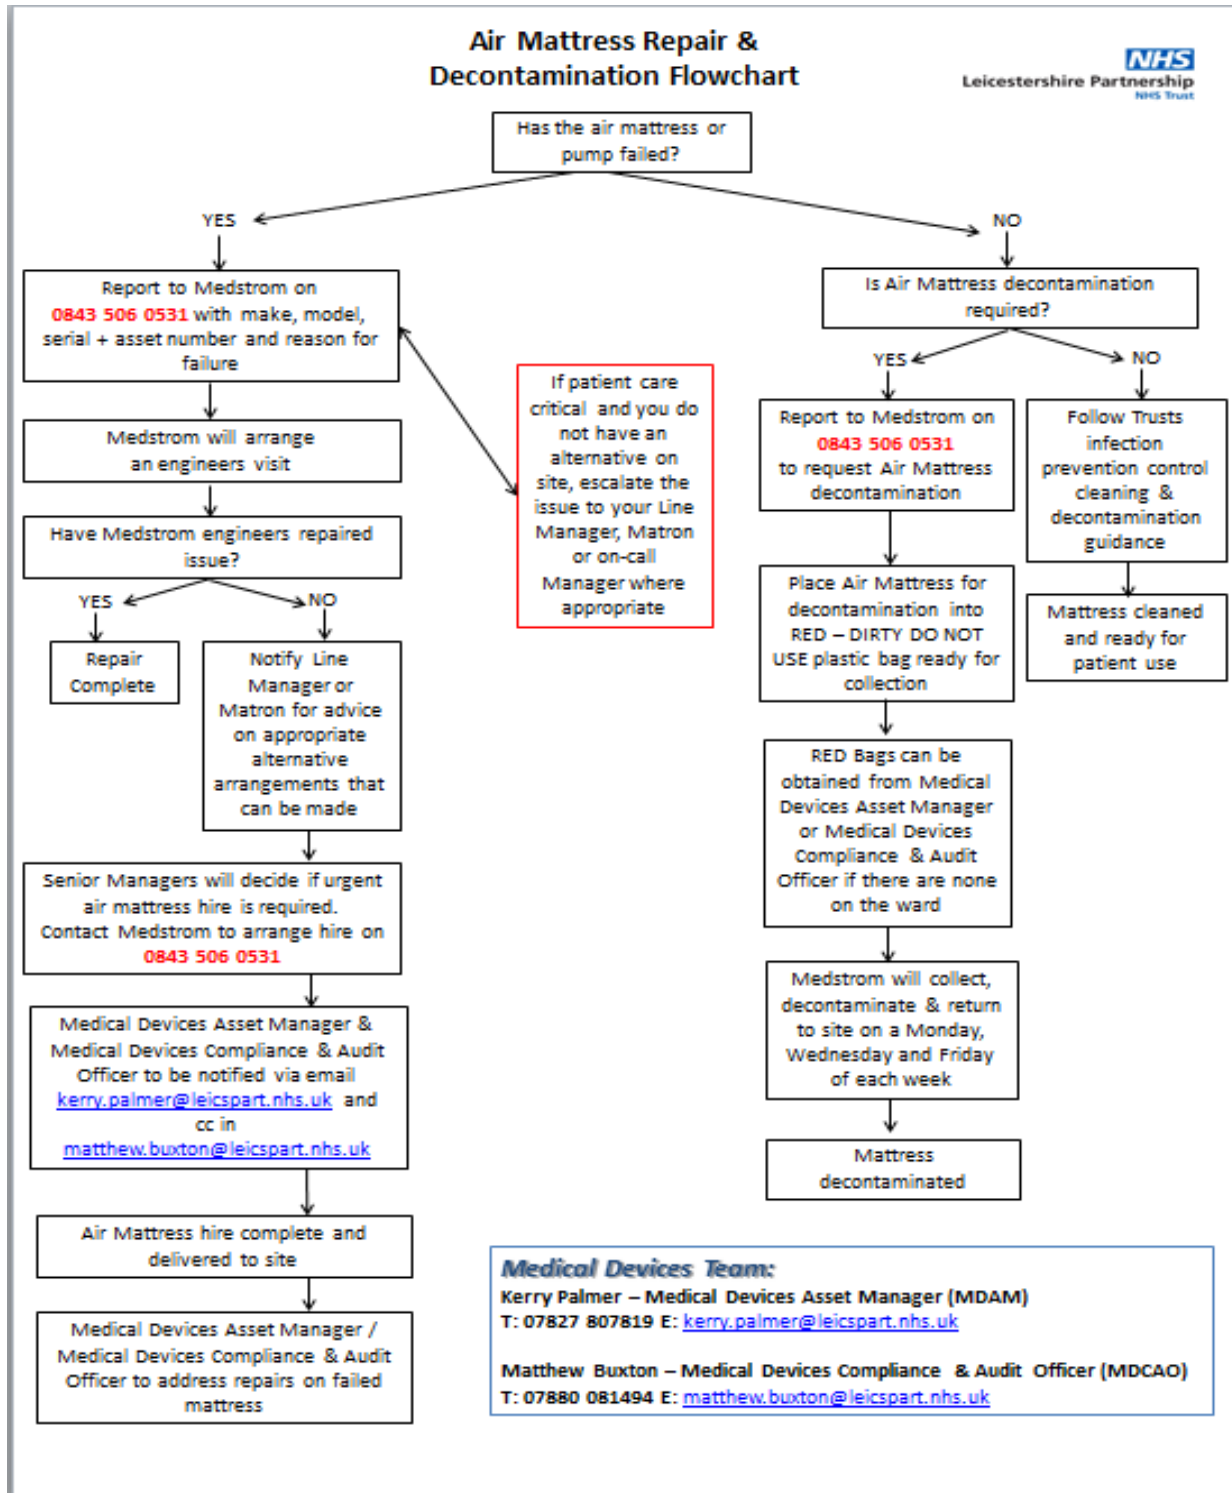 Air Mattress Repair &
Decontamination Flowchart
NHS
Leicestershire Partnership
NHS Trust
Has the air mattress or
pump failed?
YES
NO
Report to Medstrom on
0843 506 0531 with make, model,
serial + asset number and reason for
failure
Medstrom will arrange
an engineers visit
Have Medstrom engineers repaired
issue?
YES
NO
Repair
Complete
Notify Line
Manager or
Matron for advice
on appropriate
alternative
arrangements that
can be made
Senior Managers will decide if urgent
air mattress hire is required.
Contact Medstrom to arrange hire on
0843 506 0531
Medical Devices Asset Manager &
Medical Devices Compliance & Audit
Officer to be notified via email
kerry.palmer@leicspart.nhs.uk and
cc in
matthew.buxton@leicspart.nhs.uk
Air Mattress hire complete and
delivered to site
Medical Devices Asset Manager /
Medical Devices Compliance & Audit
Officer to address repairs on failed
mattress
If patient care
critical and you do
not have an
alternative on
site, escalate the
issue to your Line
Manager, Matron
or on-call
Manager where
appropriate
Is Air Mattress decontamination
required?
YES
NO
Report to Medstrom on
0843 506 0531
to request Air Mattress
decontamination
Place Air Mattress for
decontamination into
RED – DIRTY DO NOT
USE plastic bag ready for
collection
RED Bags can be
obtained from Medical
Devices Asset Manager
or Medical Devices
Compliance & Audit
Officer if there are none
on the ward
Medstrom will collect,
decontaminate & return
to site on a Monday,
Wednesday and Friday
of each week
Mattress
decontaminated
Follow Trusts
infection
prevention control
cleaning &
decontamination
guidance
Mattress cleaned
and ready for
patient use
Medical Devices Team:
Kerry Palmer – Medical Devices Asset Manager (MDAM)
T: 07827 807819 E: kerry.palmer@leicspart.nhs.uk
Matthew Buxton – Medical Devices Compliance & Audit Officer (MDCAO)
T: 07880 081494 E: matthew.buxton@leicspart.nhs.uk